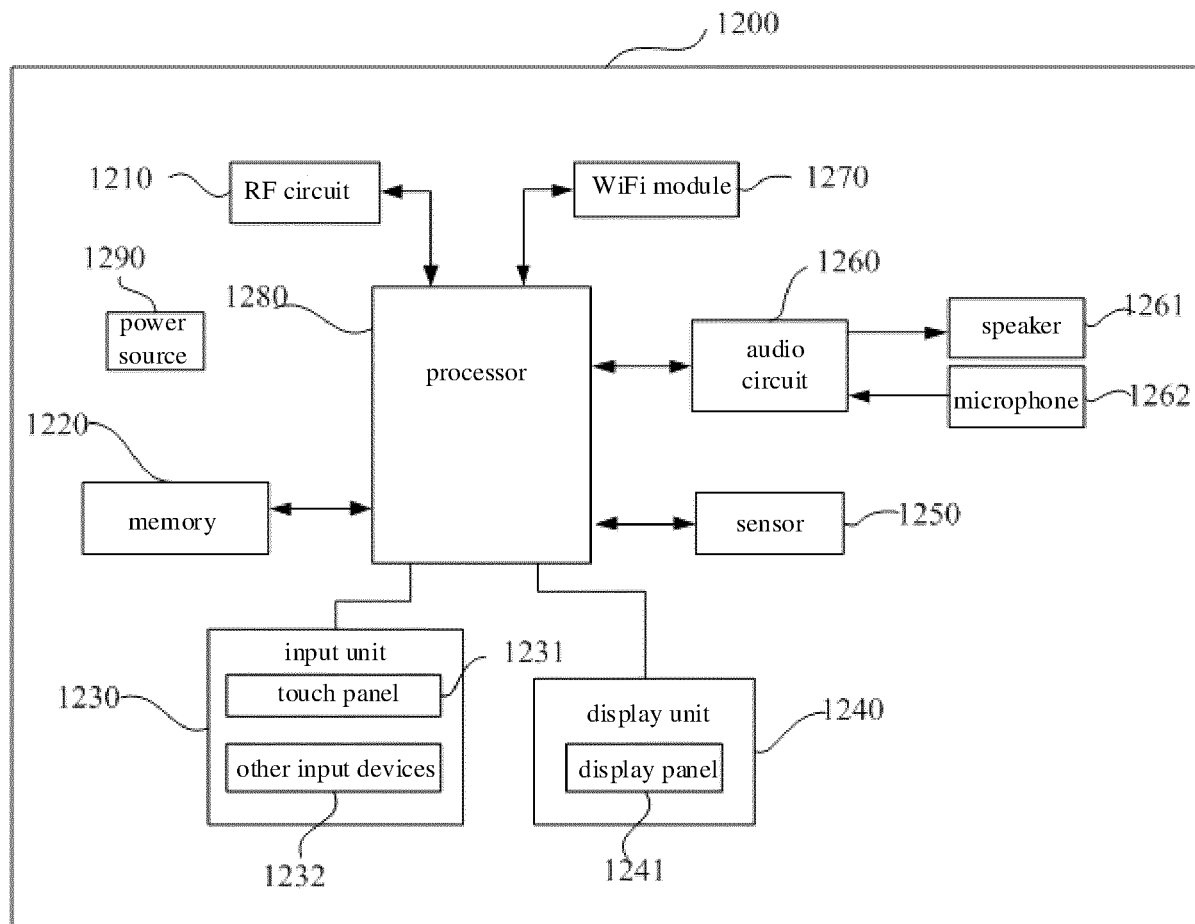 1200
1210
RF circuit
WiFi module
1270
1290
power
source
1280
processor
1260
audio
circuit
speaker
1261
microphone
1262
1220
memory
sensor
1250
input unit
1231
touch panel
1230
other input devices
1232
display unit
1240
display panel
1241